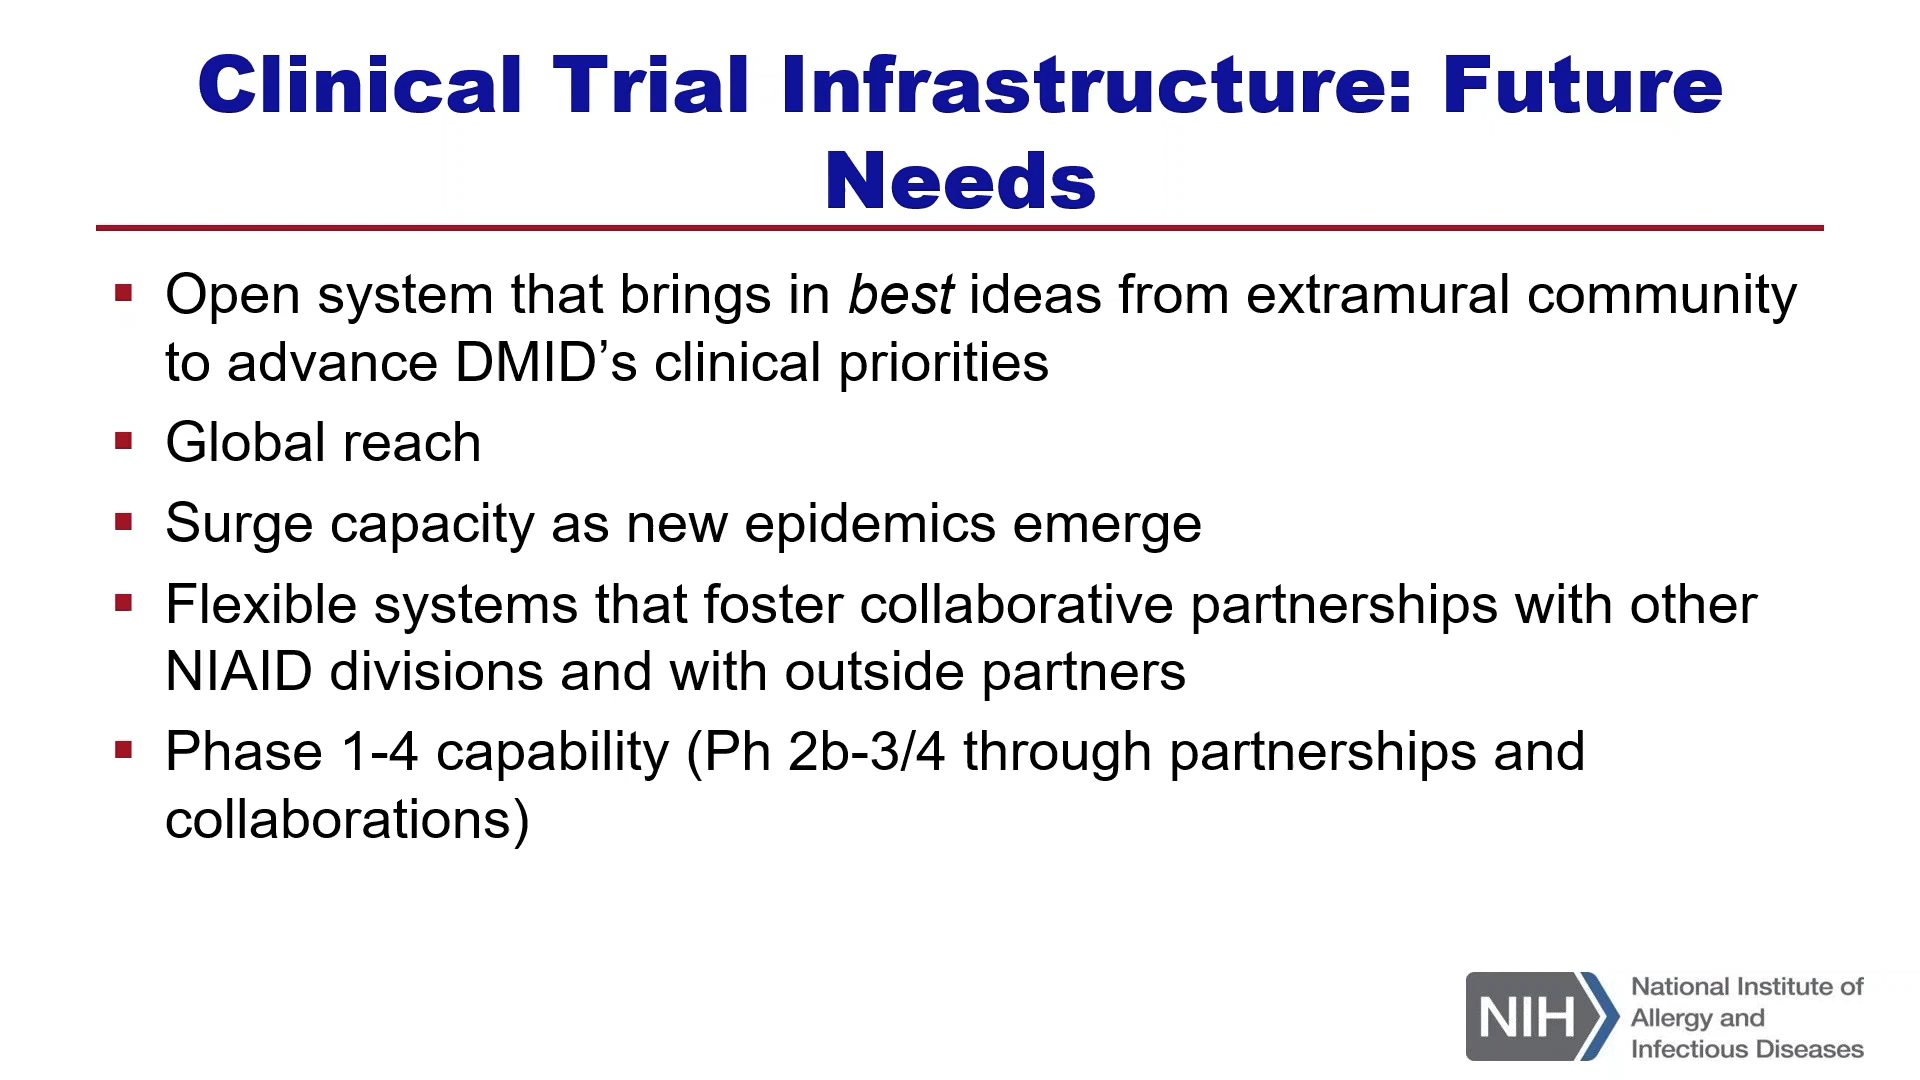 Clinical Trial Infrastructure: Future
Needs
Open system that brings in best ideas from extramural community
to advance DMID’s clinical priorities
Global reach
Surge capacity as new epidemics emerge
Flexible systems that foster collaborative partnerships with other
NIAID divisions and with outside partners
Phase 1-4 capability (Ph 2b-3/4 through partnerships and
collaborations)
NIH
National Institute of
Allergy and
Infectious Diseases